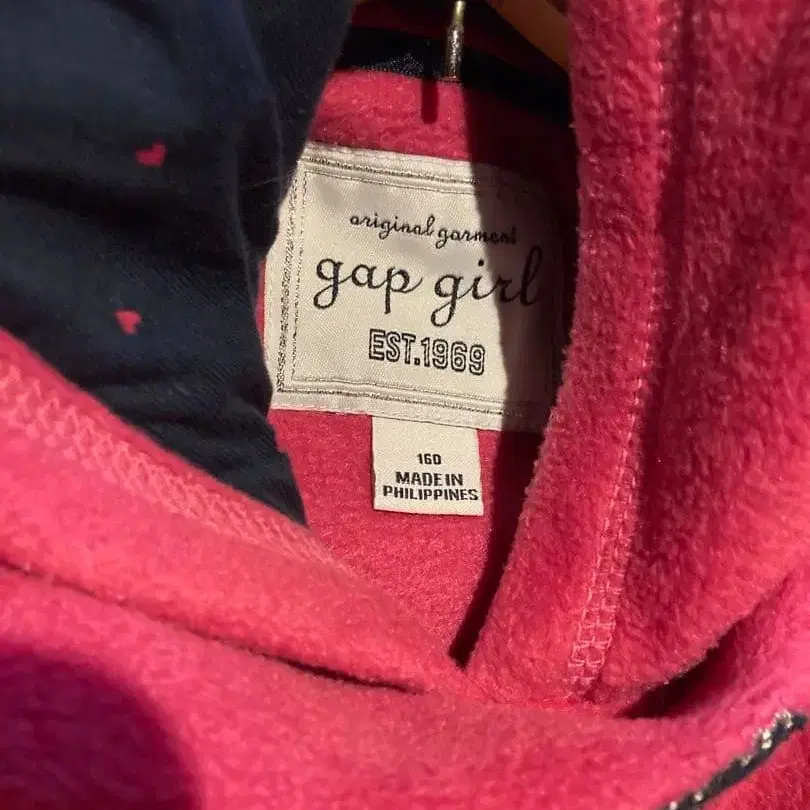 original garment
gap girl
EST.1969
160
MADE IN
PHILIPPINES